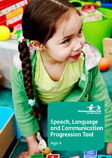 Speech, Language
and Communication
Progression Tool
Age 4